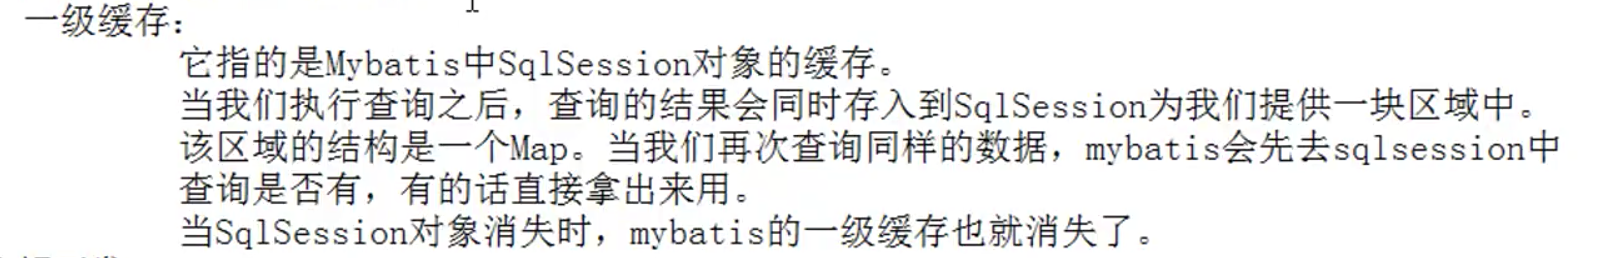 一级缓存：
它指的是Mybatis中SqlSession对象的缓存。
当我们执行查询之后，查询的结果会同时存入到SqlSession为我们提供一块区域中。
该区域的结构是一个Map。当我们再次查询同样的数据，mybatis会先去sqlsession中
查询是否有，有的话直接拿出来用。
当SqlSession对象消失时，mybatis的一级缓存也就消失了。